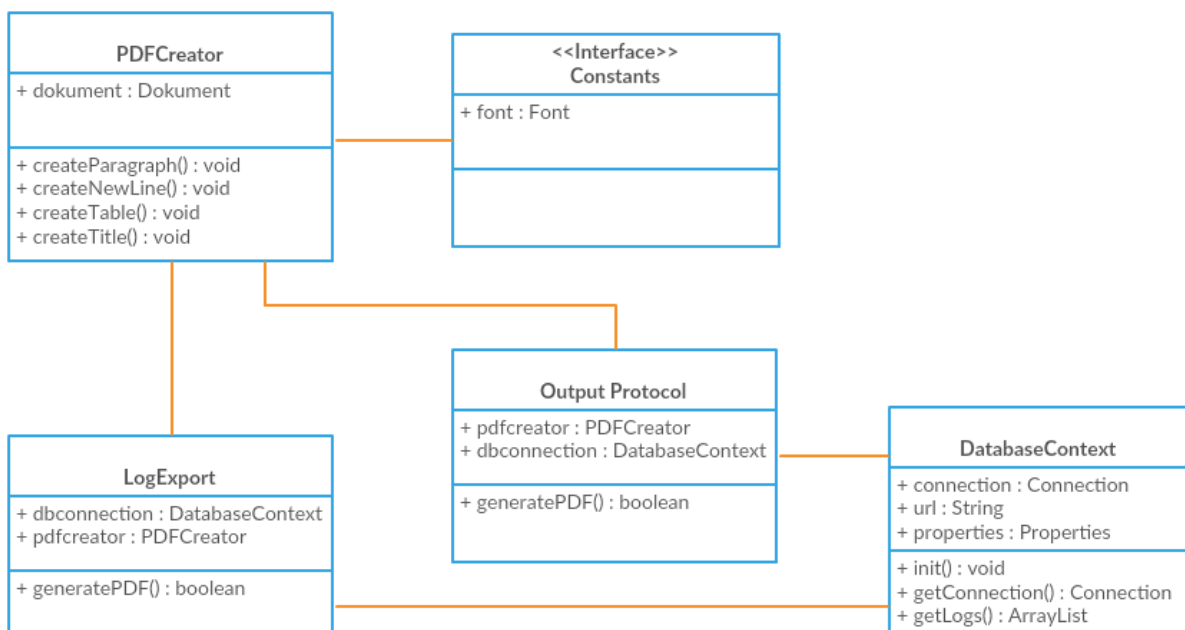 PDFCreator
+ dokument : Dokument
+ createParagraph() : void
+ createNewLine() : void
+ createTable() : void
+ createTitle() : void
<<Interface>>
Constants
+ font : Font
Output Protocol
+ pdfcreator : PDFCreator
+ dbconnection : DatabaseContext
+ generatePDF() : boolean
LogExport
+ dbconnection : DatabaseContext
+ pdfcreator : PDFCreator
+ generatePDF() : boolean
DatabaseContext
+ connection : Connection
+ url : String
+ properties : Properties
+ init() : void
+ getConnection() : Connection
+ getLogs() : ArrayList